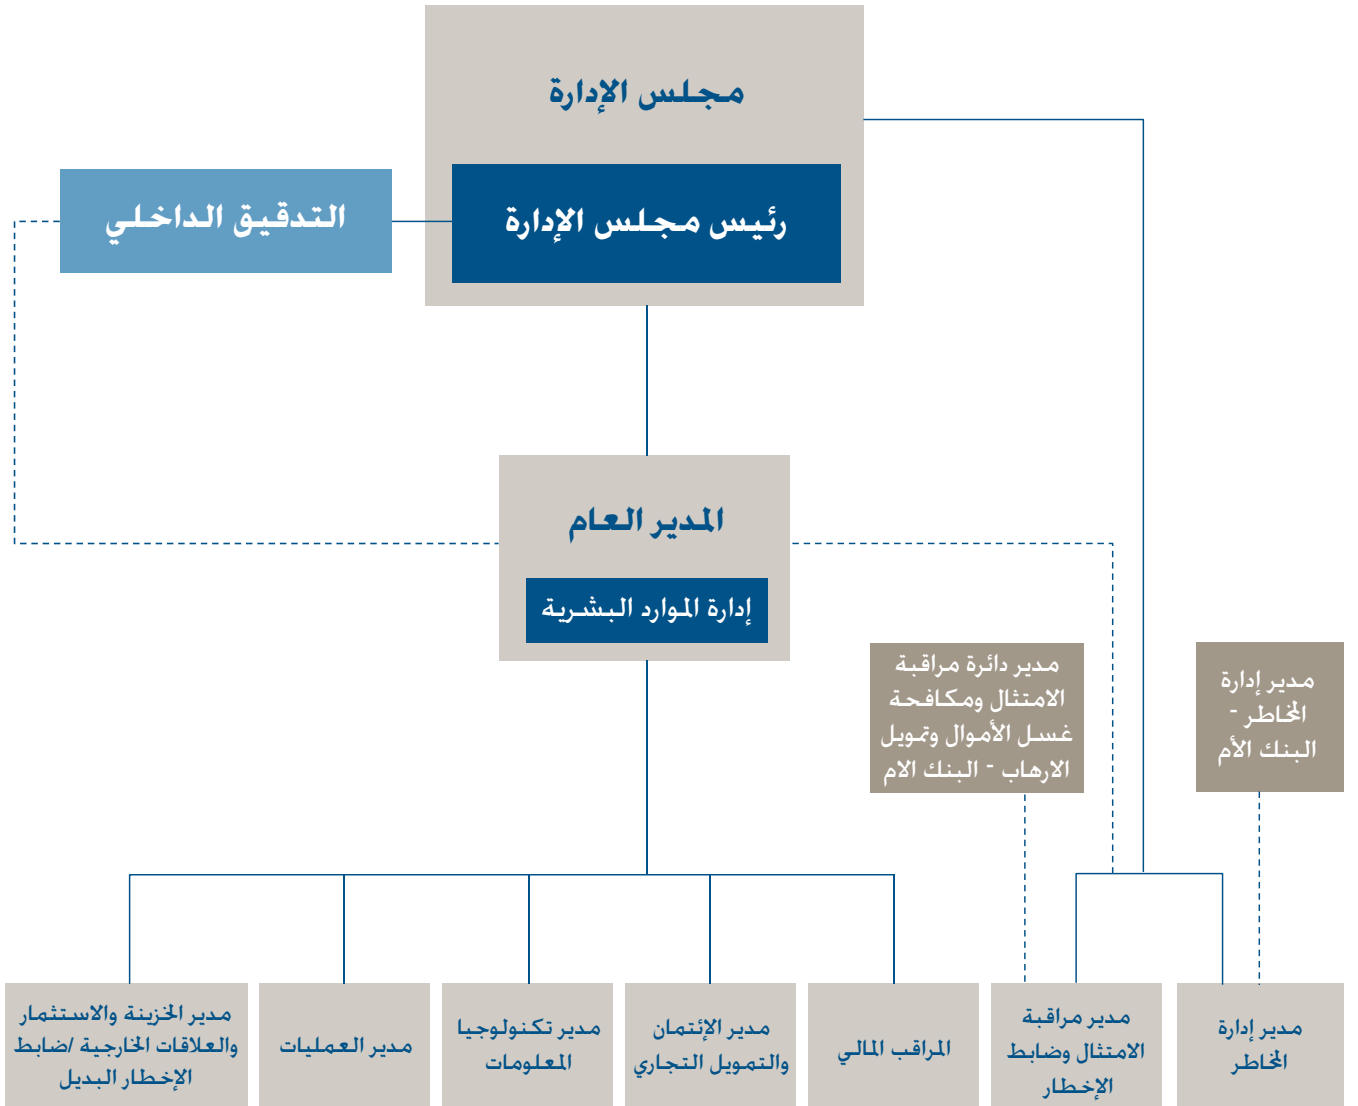 مجلس الإدارة
رئيس مجلس الإدارة
التدقيق الداخلي
المدير العام
إدارة الموارد البشرية
مدير إدارة
المخاطر -
البنك الأم
مدير دائرة مراقبة
الامتثال ومكافحة
غسل الأموال وتمويل
الارهاب - البنك الام
مدير إدارة
المخاطر
مدير مراقبة
الامتثال وضابط
الإخطار
المراقب المالي
مدير الإئتمان
والتمويل التجاري
مدير تكنولوجيا
المعلومات
مدير العمليات
مدير الخزينة والاستثمار
والعلاقات الخارجية /ضابط
الإخطار البديل